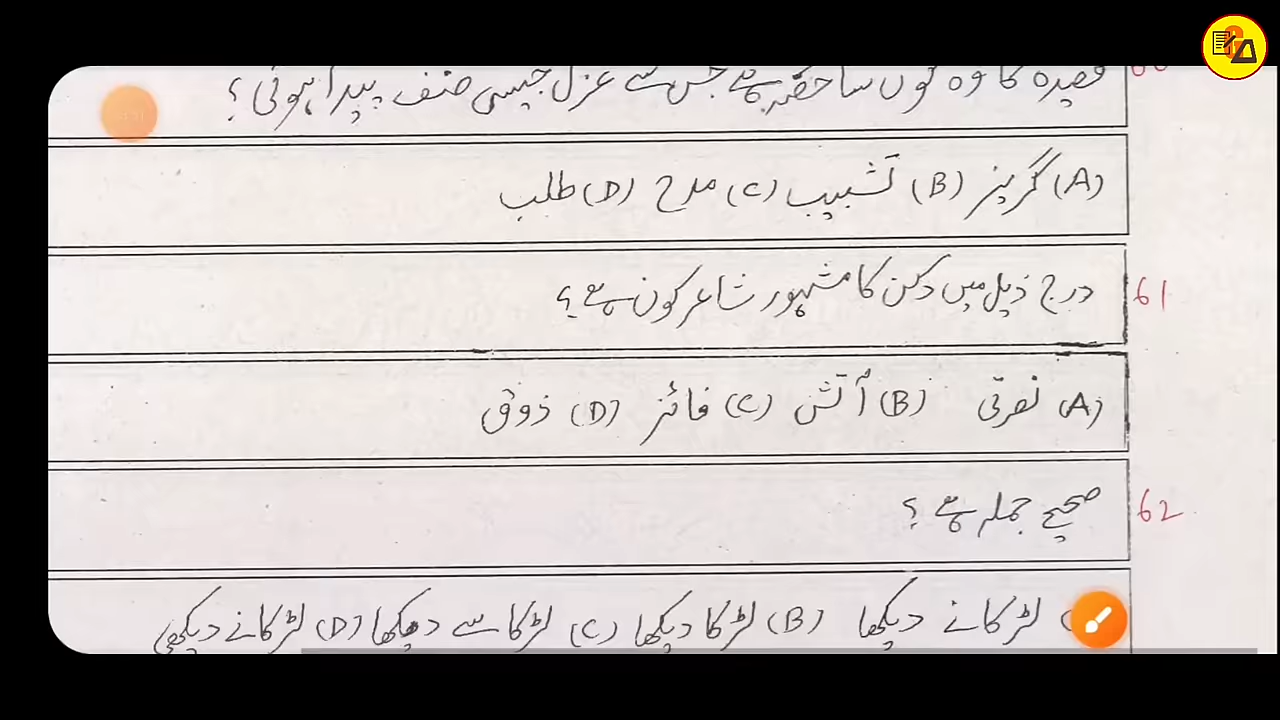 قصیدہ کا وہ کون سا حصّہ ہے جس سے غزل جیسی صنف پیدا ہوئی؟
(A) گریز (B) تشبیب (C) مدح (D) طلب
61 درج ذیل میں دکن کا مشہور شاعر کون ہے؟
(A) نصرتی (B) آتش (C) فائز (D) ذوق
62 صحیح جملہ ہے؟
لڑکا نے دیکھا (B) لڑکا دیکھا (C) لڑکا سے دیکھا (D) لڑکا نے دیکھی